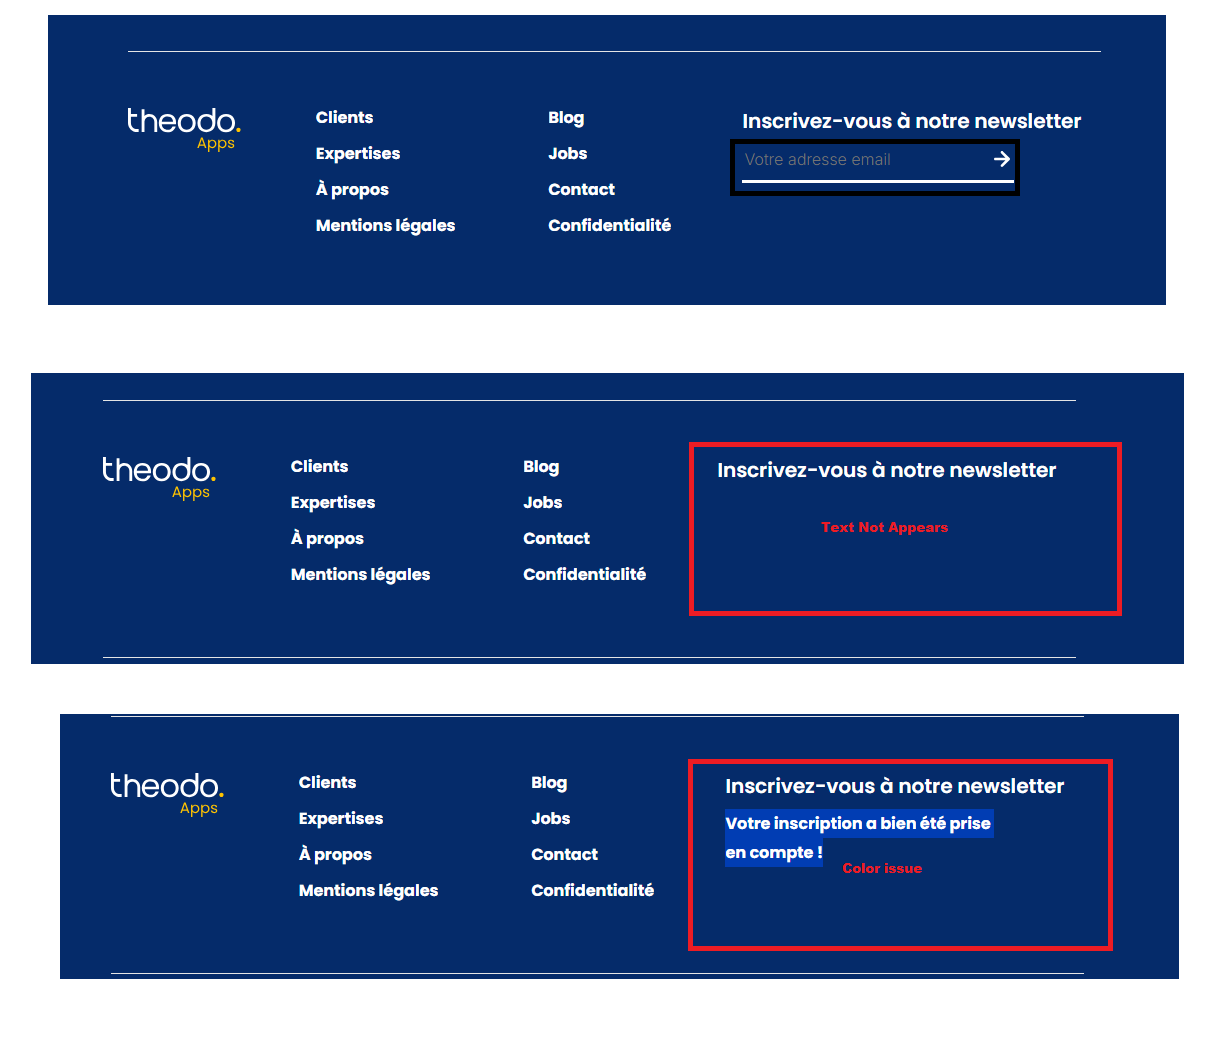 theodo.
Apps
Clients
Expertises
À propos
Mentions légales
Blog
Jobs
Contact
Confidentialité
Inscrivez-vous à notre newsletter
Votre adresse email
theodo.
Apps
Clients
Expertises
À propos
Mentions légales
Blog
Jobs
Contact
Confidentialité
Inscrivez-vous à notre newsletter
Text Not Appears
theodo.
Apps
Clients
Expertises
À propos
Mentions légales
Blog
Jobs
Contact
Confidentialité
Inscrivez-vous à notre newsletter
Votre inscription a bien été prise
en compte !
Color issue